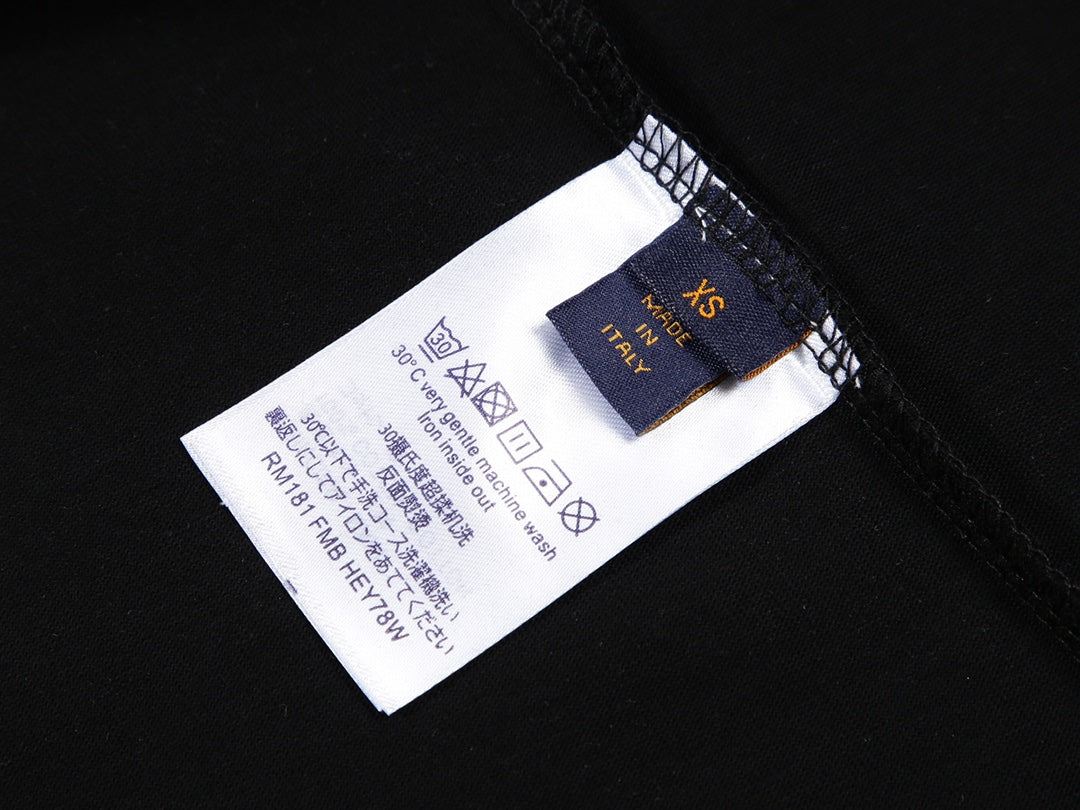 XS
MADE
IN
ITALY
30
30°C very gentle machine wash
Iron inside out
30摄氏度超柔机洗
反面熨烫
30℃以下で手洗コース洗濯機洗い
裏返しにしてアイロンをあててください
RM181 FMB HEY78W